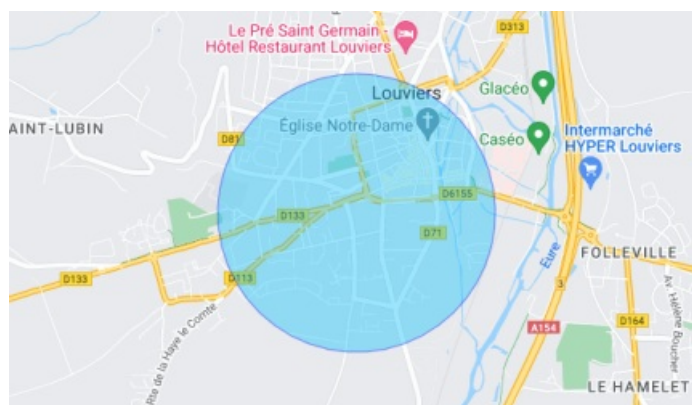 Le Pré Saint Germain -
Hôtel Restaurant Louviers
D313
Louviers
Glacéo
AINT-LUBIN
D81
Église Notre-Dame
Caséo
Intermarché
HYPER Louviers
D6155
D133
D71
Eure
FOLLEVILLE
D133
D113
3
Rte de la Haye le Comte
Av. Hélène Boucher
A154
D164
LE HAMELET